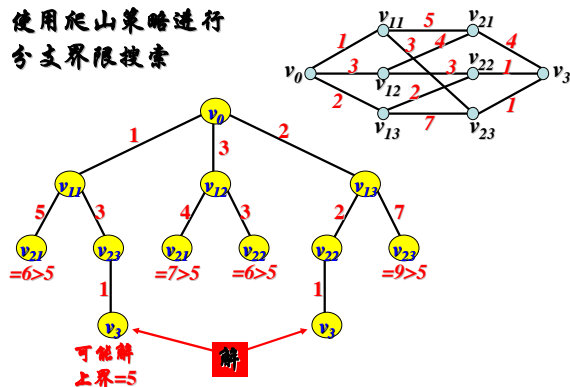 使用爬山策略进行
分支界限搜索
v11 5 v21
1 3 4 4
v0 3 v12 3 v22 1 v3
2 2 1
v13 7 v23
v0
1 3 2
v11 v12 v13
5 3 4 3 2 7
v21 v23 v21 v22 v22 v23
=6>5 =7>5 =6>5 =9>5
1 1
v3 v3
可能解 解
上界=5